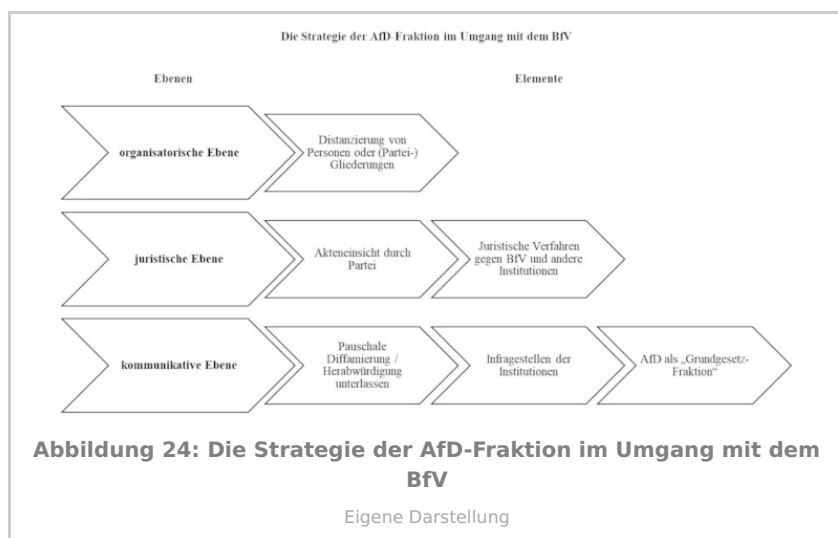 Die Strategie der AfD-Fraktion im Umgang mit dem BfV
Ebenen
Elemente
organisatorische Ebene
Distanzierung von
Personen oder (Partei-)
Gliederungen
juristische Ebene
Akteneinsicht durch
Partei
Juristische Verfahren
gegen BfV und andere
Institutionen
kommunikative Ebene
Pauschale
Diffamierung /
Herabwürdigung
unterlassen
Infragestellen der
Institutionen
AfD als „Grundgesetz-
Fraktion“
Abbildung 24: Die Strategie der AfD-Fraktion im Umgang mit dem
BfV
Eigene Darstellung